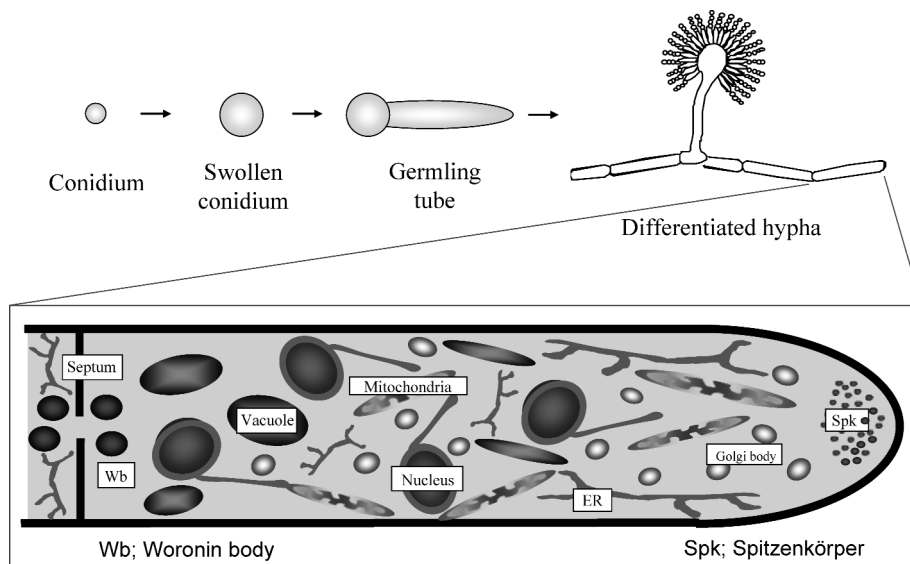 Conidium
Swollen
conidium
Germling
tube
Differentiated hypha
Septum
Mitochondria
Vacuole
Spk
Golgi body
Wb
Nucleus
ER
Wb; Woronin body
Spk; Spitzenkörper